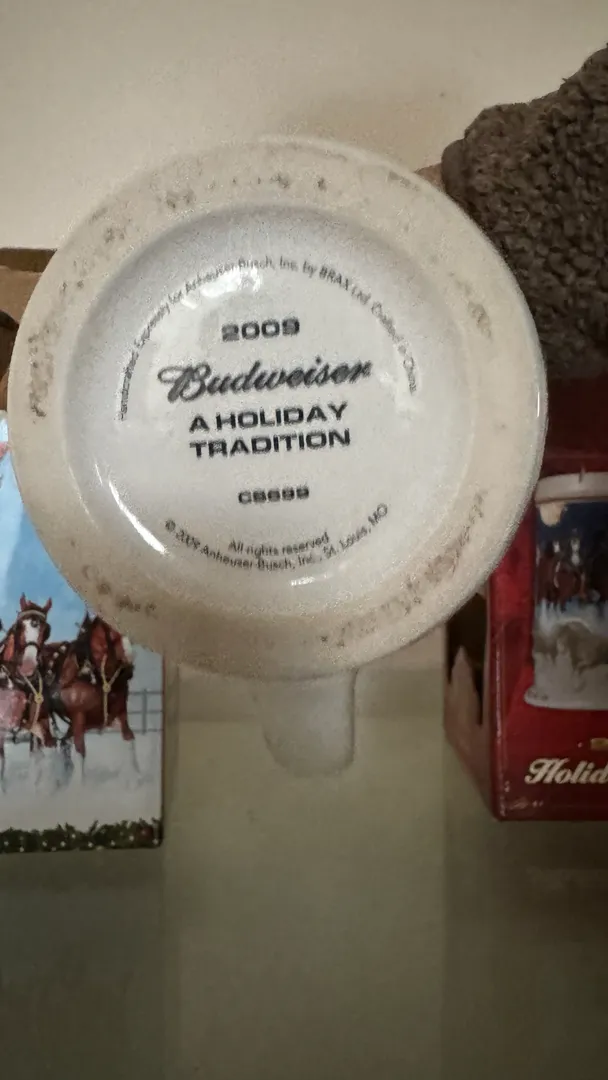 Handcrafted Expressly for Anheuser-Busch, Inc. by BRAX Ltd. Crafted in China.
2009
Budweiser
A HOLIDAY
TRADITION
CS699
All rights reserved
© 2009 Anheuser-Busch, Inc., St. Louis, MO
Holid